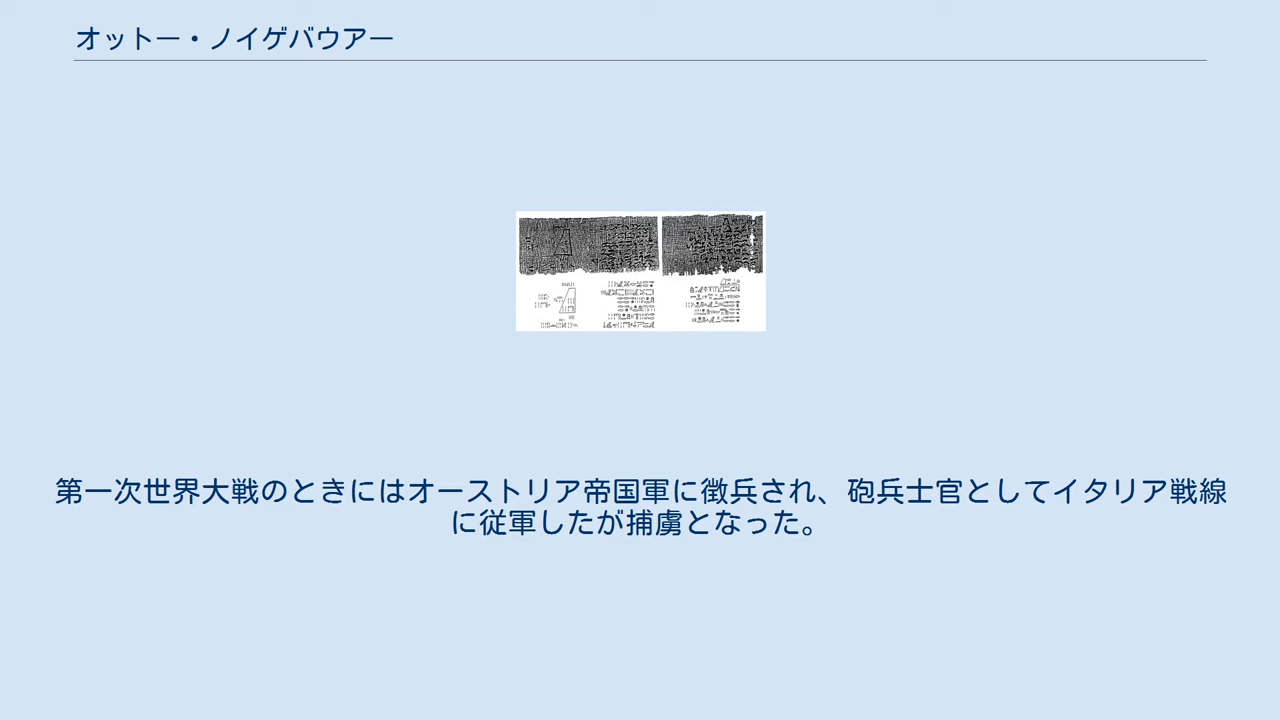 オットー・ノイゲバウアー
第一次世界大戦のときにはオーストリア帝国軍に徴兵され、砲兵士官としてイタリア戦線
に従軍したが捕虜となった。